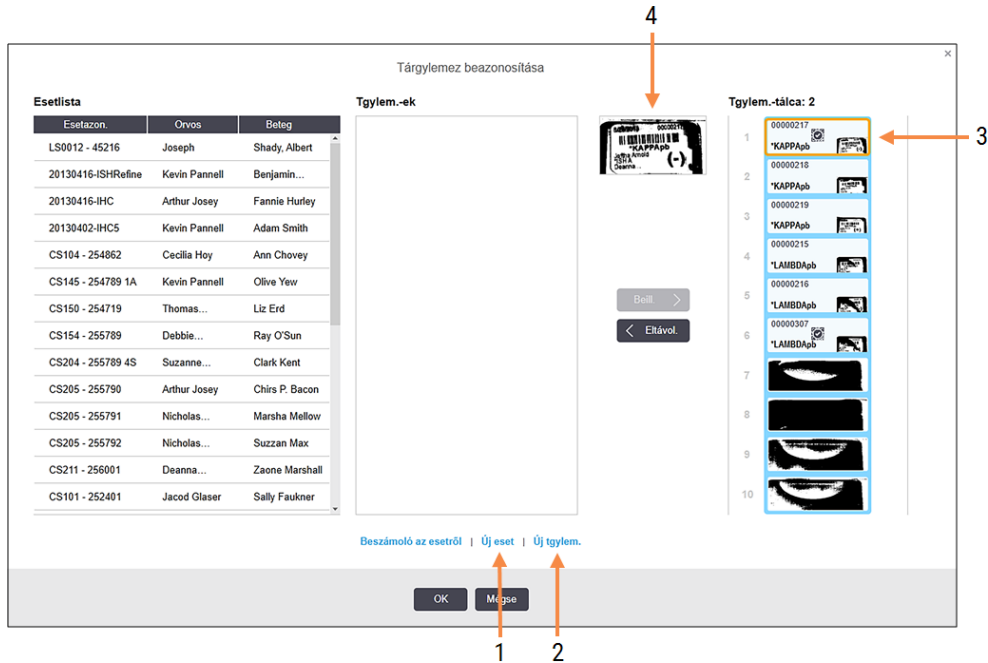 4
×
Tárgylemez beazonosítása
Esetlista
Tgylem.-ek
Tgylem.-tálca: 2
Esetazon. Orvos Beteg
LS0012 - 45216 Joseph Shady, Albert
20130416-ISHRefine Kevin Pannell Benjamin...
20130416-IHC Arthur Josey Fannie Hurley
20130402-IHC5 Kevin Pannell Adam Smith
CS104 - 254862 Cecilia Hoy Ann Chovey
CS145 - 254789 1A Kevin Pannell Olive Yew
CS150 - 254719 Thomas... Liz Erd
CS154 - 255789 Debbie... Ray O'Sun
CS204 - 255789 4S Suzanne... Clark Kent
CS205 - 255790 Arthur Josey Chirs P. Bacon
CS205 - 255791 Nicholas... Marsha Mellow
CS205 - 255792 Nicholas... Suzzan Max
CS211 - 256001 Deanna... Zaone Marshall
CS101 - 252401 Jacod Glaser Sally Faukner
*KAPPApb
Arnold
(-)
Deanna...
Beill >
< Eltávol.
1 00000217
*KAPPApb
3
2 00000218
*KAPPApb
3 00000219
*KAPPApb
4 00000215
*LAMBDApb
5 00000216
*LAMBDApb
6 00000307
*LAMBDApb
7
8
9
10
Beszámoló az esetről | Új eset | Új tgylem.
OK Mégse
1 2